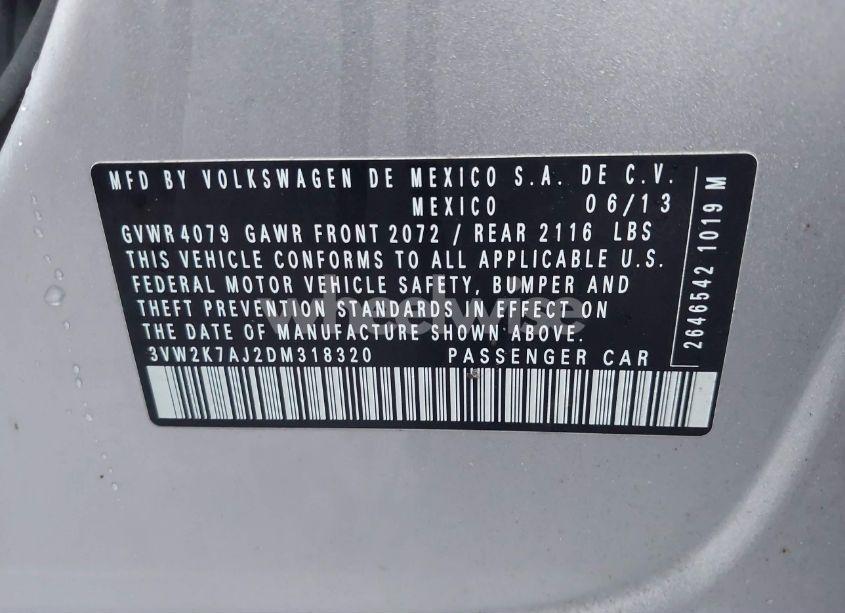 MFD BY VOLKSWAGEN DE MEXICO S.A. DE C.V.
MEXICO 06/13
GVWR 4079 GAWR FRONT 2072 / REAR 2116 LBS
THIS VEHICLE CONFORMS TO ALL APPLICABLE U.S.
FEDERAL MOTOR VEHICLE SAFETY, BUMPER AND
THEFT PREVENTION STANDARDS IN EFFECT ON
THE DATE OF MANUFACTURE SHOWN ABOVE.
3VW2K7AJ2DM318320 PASSENGER CAR
2646542 1019 M
wheelwise